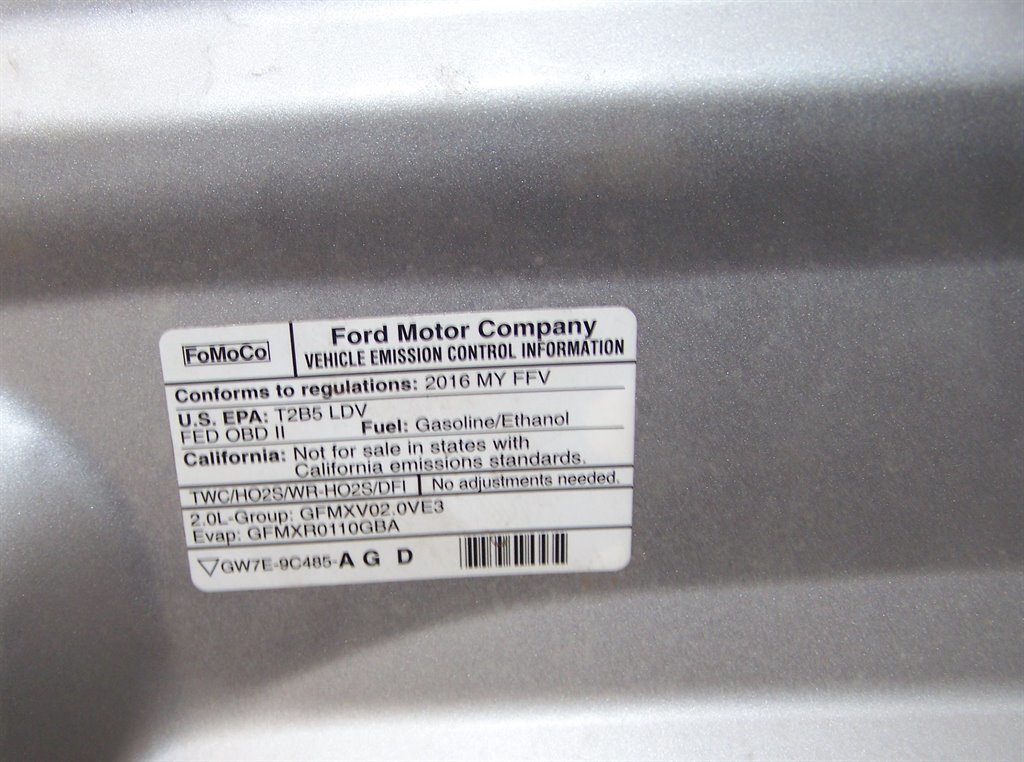 FoMoCo
Ford Motor Company
VEHICLE EMISSION CONTROL INFORMATION
Conforms to regulations: 2016 MY FFV
U.S. EPA: T2B5 LDV
FED OBD II Fuel: Gasoline/Ethanol
California: Not for sale in states with
California emissions standards.
TWC/HO2S/WR-HO2S/DFI No adjustments needed.
2.0L-Group: GFMXV02.0VE3
Evap: GFMXR0110GBA
GW7E-9C485-A G D